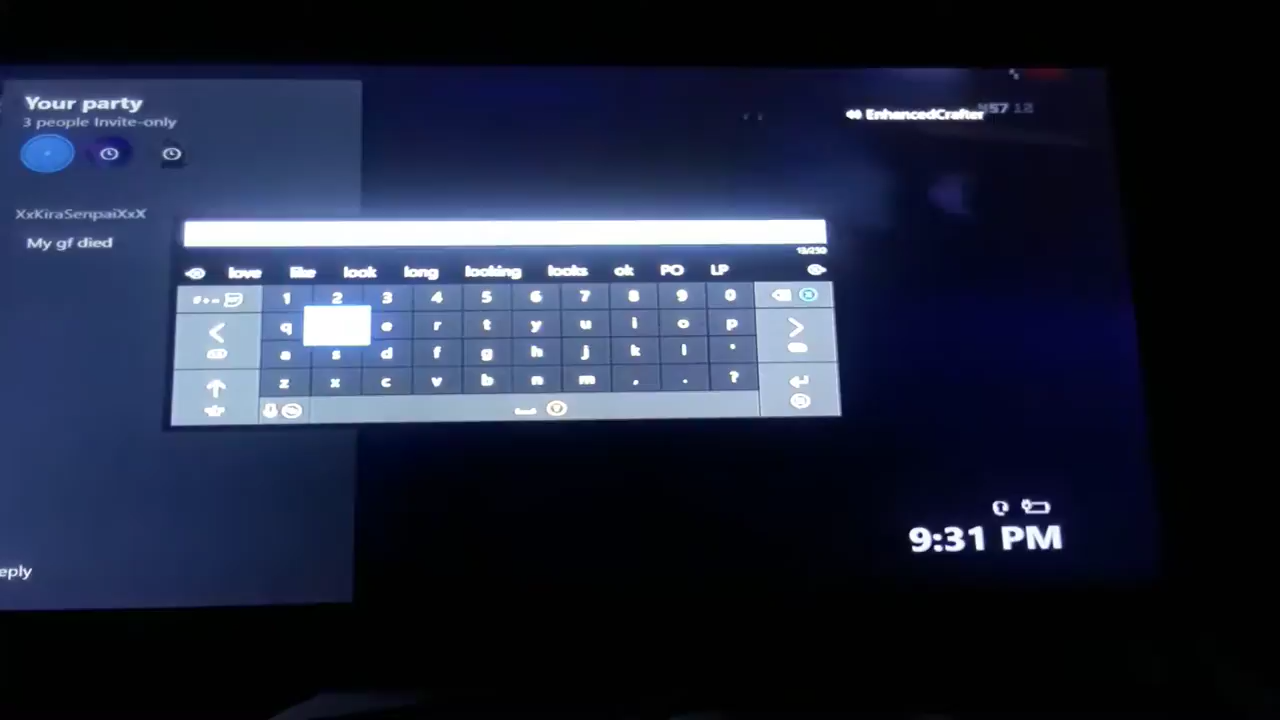 Your party
3 people Invite-only
EnhancedCrafter
XxKiraSenpaiXxX
My gf died
love like look long looking looks ok PO LP
1 2 3 4 5 6 7 8 9 0
q e r t y u i o p
a s d f g h j k l '
z x c v b n m , . ?
eply
9:31 PM